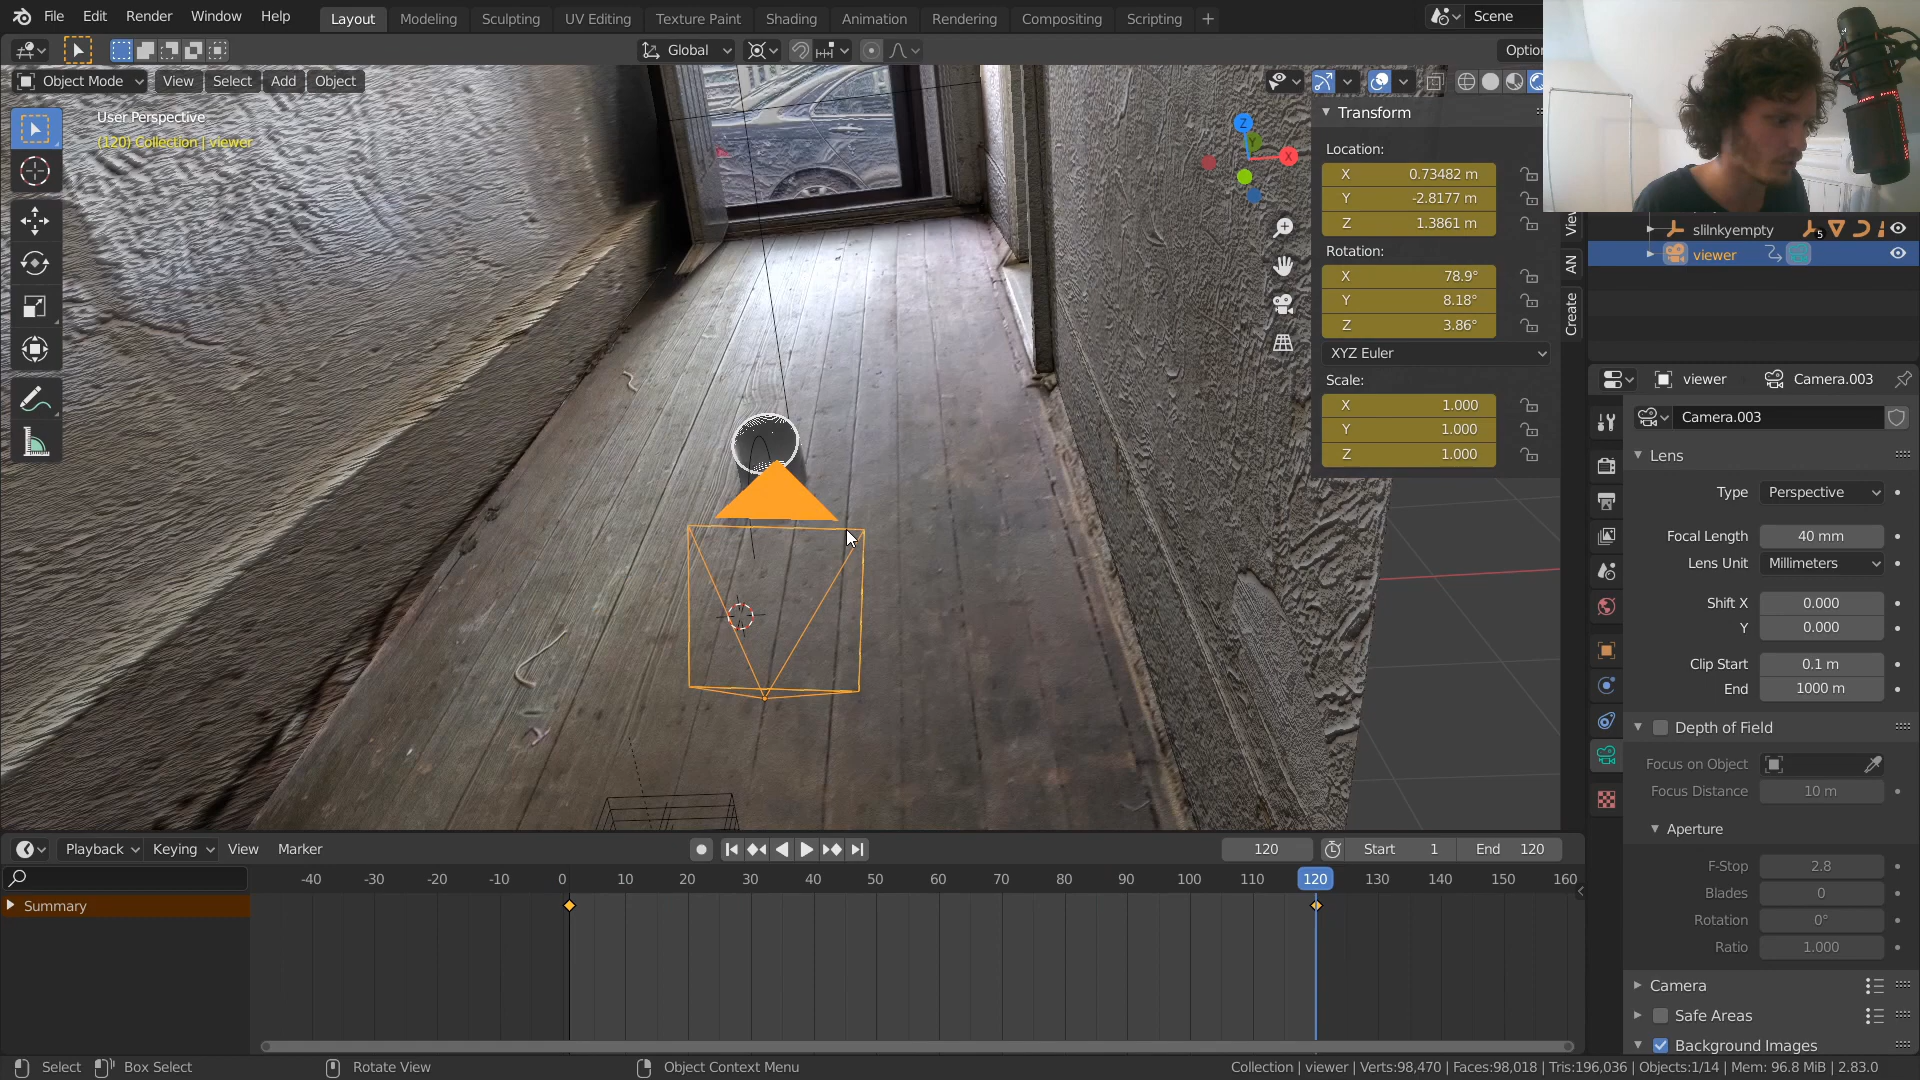 File Edit Render Window Help Layout Modeling Sculpting UV Editing Texture Paint Shading Animation Rendering Compositing Scripting + Scene
Global Optio
Object Mode View Select Add Object
User Perspective
(120) Collection | viewer
Z
X
Transform
Location:
X 0.73482 m
Y -2.8177 m
Z 1.3861 m
Rotation:
X 78.9°
Y 8.18°
Z 3.86°
XYZ Euler
Scale:
X 1.000
Y 1.000
Z 1.000
View
AN
Create
slilnkyempty 5
viewer
viewer Camera.003
Camera.003
Lens
Type Perspective
Focal Length 40 mm
Lens Unit Millimeters
Shift X 0.000
Y 0.000
Clip Start 0.1 m
End 1000 m
Depth of Field
Focus on Object
Focus Distance 10 m
Aperture
F-Stop 2.8
Blades 0
Rotation 0°
Ratio 1.000
Camera
Safe Areas
Background Images
Playback Keying View Marker 120 Start 1 End 120
-40 -30 -20 -10 0 10 20 30 40 50 60 70 80 90 100 110 120 130 140 150 160
Summary
Select Box Select Rotate View Object Context Menu Collection | viewer | Verts:98,470 | Faces:98,018 | Tris:196,036 | Objects:1/14 | Mem: 96.8 MiB | 2.83.0